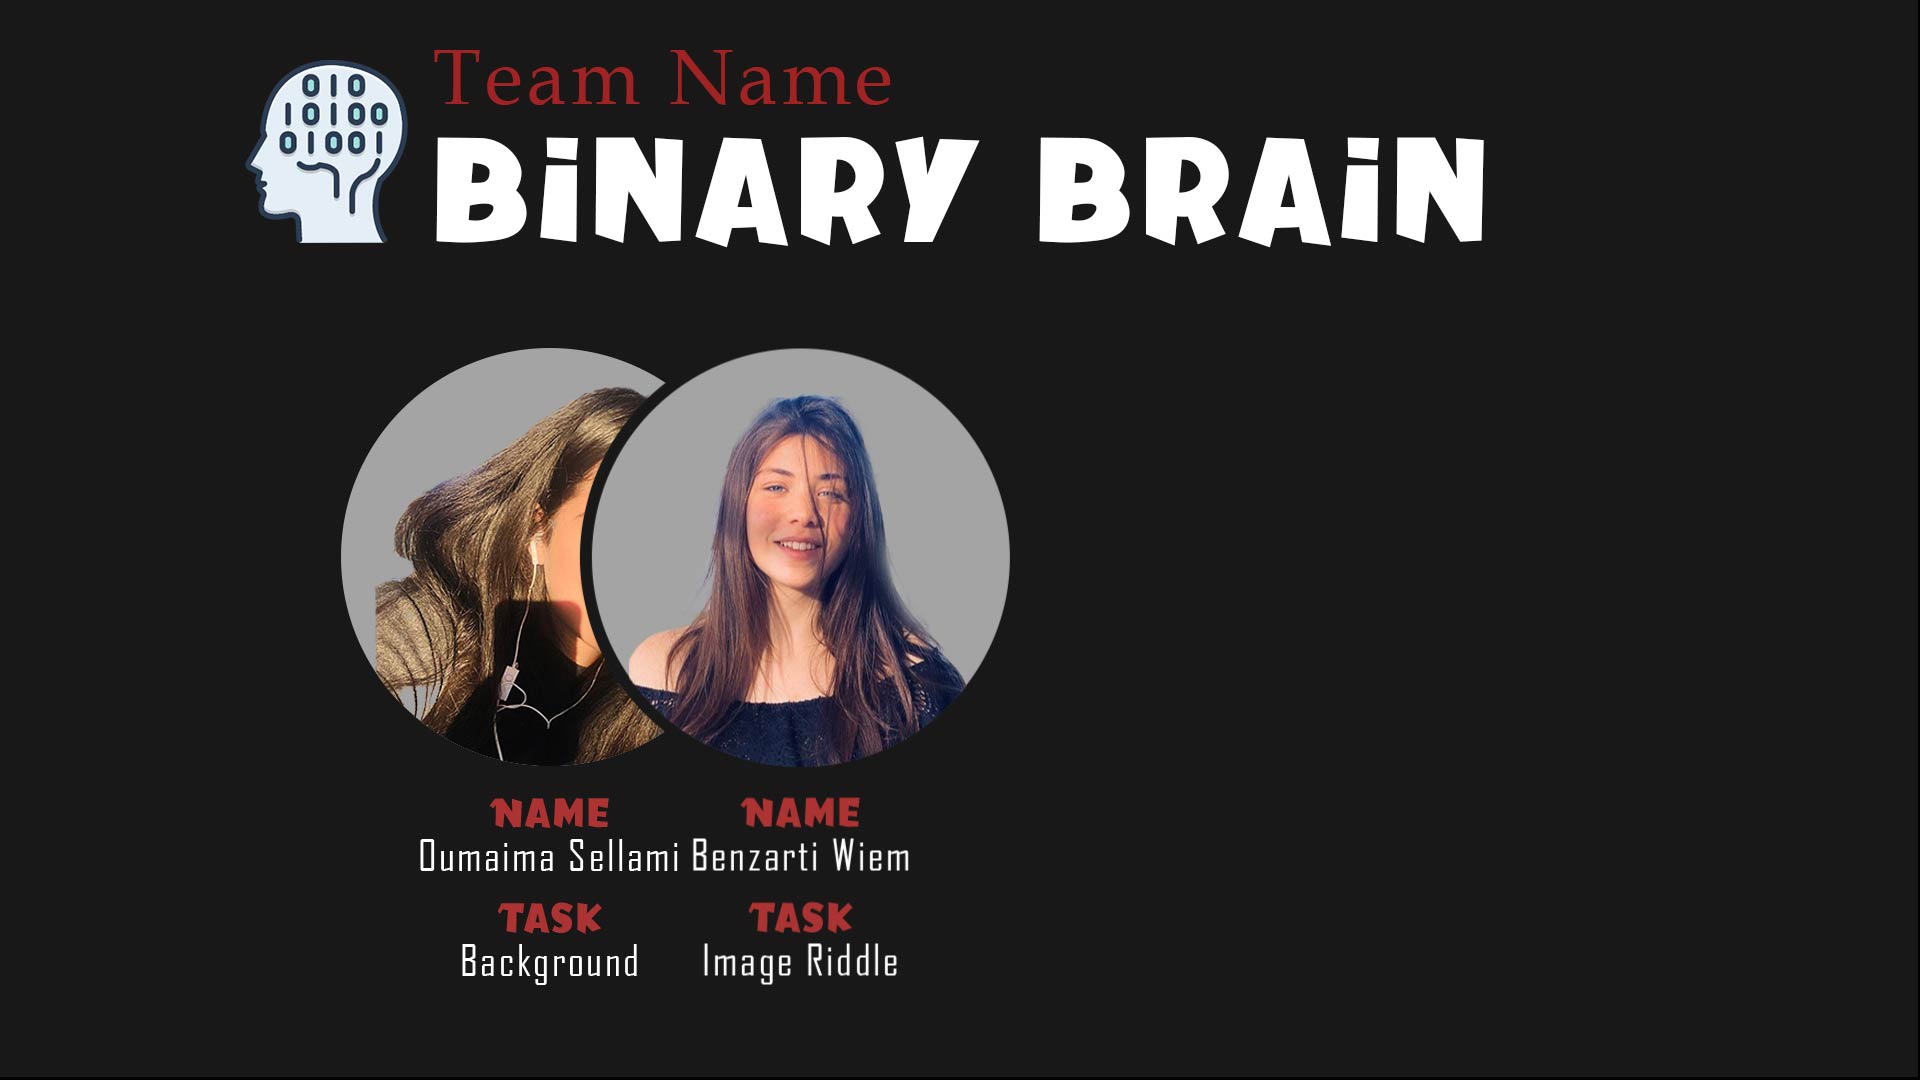 Team Name
BiNARY BRAiN
010
10100
01001
NAME
Oumaima Sellami
TASK
Background
NAME
Benzarti Wiem
TASK
Image Riddle